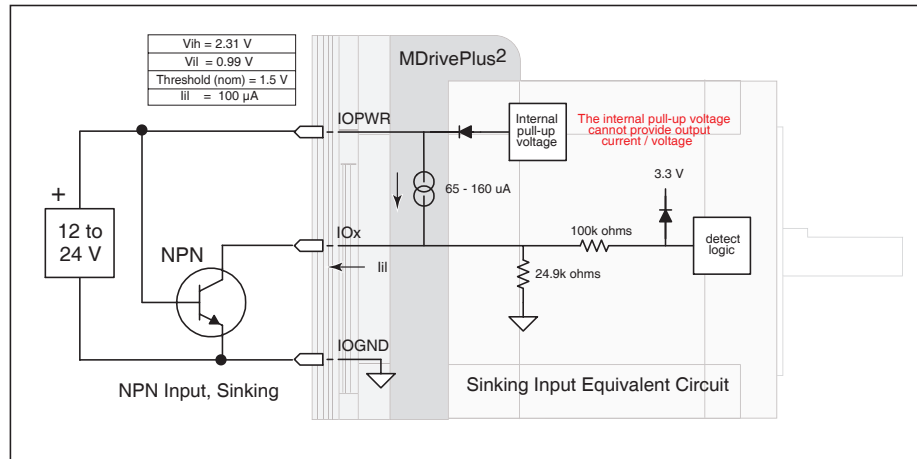 Vih = 2.31 V
Vil = 0.99 V
Threshold (nom) = 1.5 V
Iil = 100 µA
MDrivePlus2
IOPWR
Internal
pull-up
voltage
The internal pull-up voltage
cannot provide output
current / voltage
65 - 160 uA
3.3 V
+
12 to
24 V
NPN
IOx
Iil
100k ohms
detect
logic
24.9k ohms
IOGND
NPN Input, Sinking
Sinking Input Equivalent Circuit